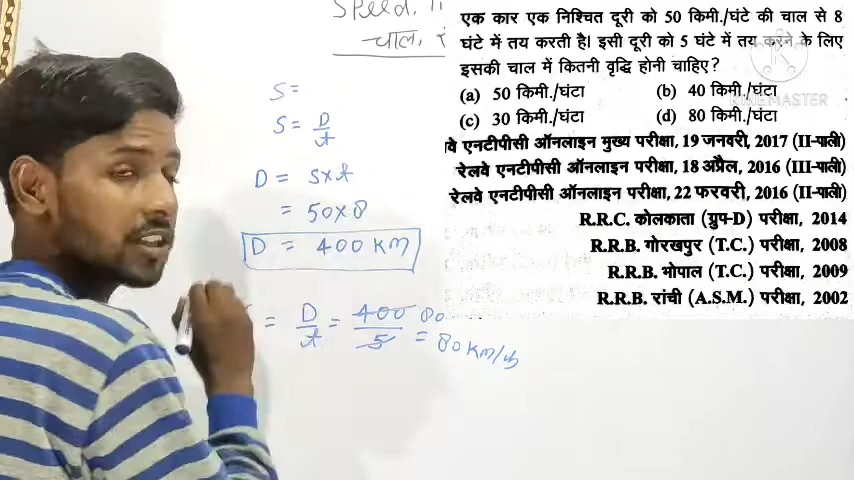 Speed,
चाल,
एक कार एक निश्चित दूरी को 50 किमी./घंटे की चाल से 8
घंटे में तय करती है। इसी दूरी को 5 घंटे में तय करने के लिए
इसकी चाल में कितनी वृद्धि होनी चाहिए?
(a) 50 किमी./घंटा (b) 40 किमी./घंटा
(c) 30 किमी./घंटा (d) 80 किमी./घंटा
वे एनटीपीसी ऑनलाइन मुख्य परीक्षा, 19 जनवरी, 2017 (II-पाली)
रेलवे एनटीपीसी ऑनलाइन परीक्षा, 18 अप्रैल, 2016 (III-पाली)
रेलवे एनटीपीसी ऑनलाइन परीक्षा, 22 फरवरी, 2016 (II-पाली)
R.R.C. कोलकाता (ग्रुप-D) परीक्षा, 2014
R.R.B. गोरखपुर (T.C.) परीक्षा, 2008
R.R.B. भोपाल (T.C.) परीक्षा, 2009
R.R.B. रांची (A.S.M.) परीक्षा, 2002
KINEMASTER
S =
S = D/t
D = S×t
= 50×8
D = 400 KM
= D/t = 400/5 80
= 80 KM/h